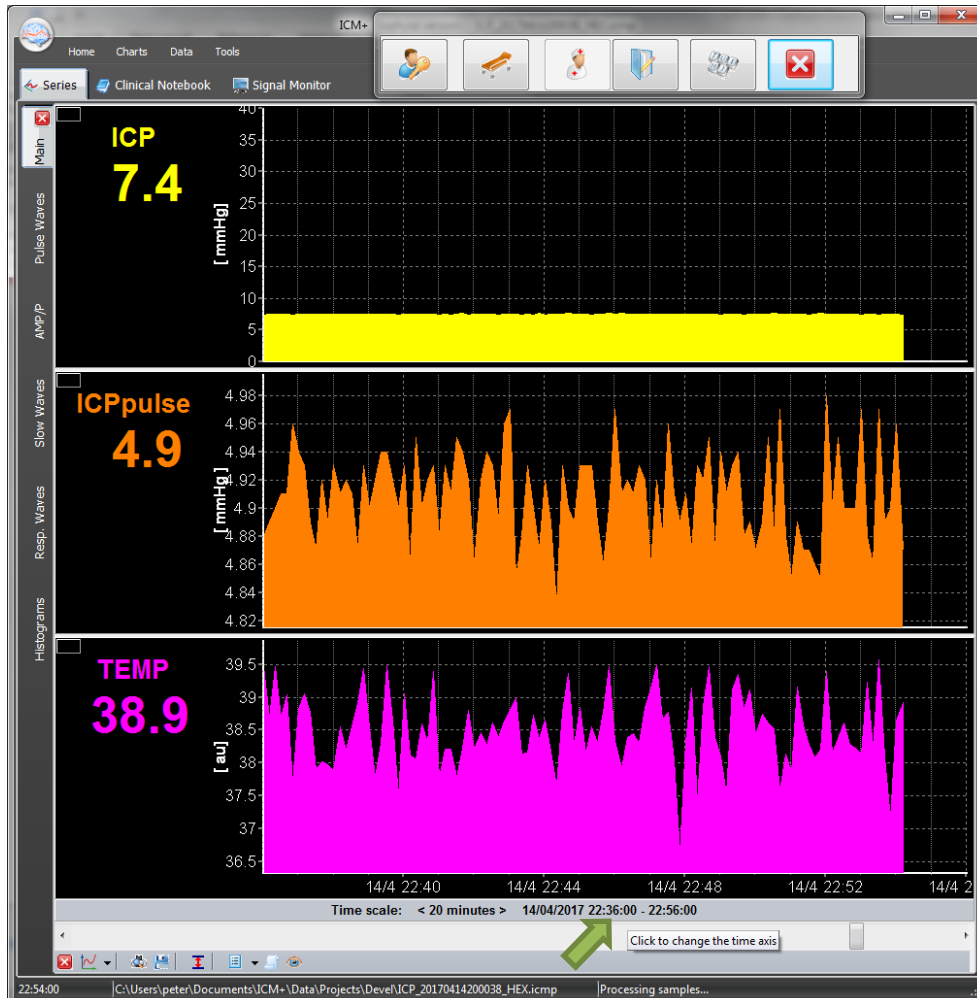 ICM+
Home Charts Data Tools
Series Clinical Notebook Signal Monitor
Main
Pulse Waves
AMP/P
Slow Waves
Resp. Waves
Histograms
ICP
7.4
[ mmHg]
40
35
30
25
20
15
10
5
0
ICPpulse
4.9
[ mmHg]
4.98
4.96
4.94
4.92
4.9
4.88
4.86
4.84
4.82
TEMP
38.9
[ au]
39.5
39
38.5
38
37.5
37
36.5
14/4 22:40 14/4 22:44 14/4 22:48 14/4 22:52 14/4 2
Time scale: < 20 minutes > 14/04/2017 22:36:00 - 22:56:00
Click to change the time axis
22:54:00 C:\Users\peter\Documents\ICM+\Data\Projects\Devel\ICP_20170414200038_HEX.icmp Processing samples...